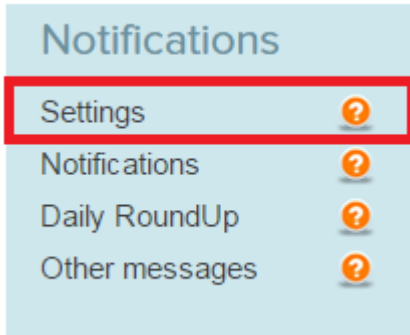 Notifications
Settings
Notifications
Daily RoundUp
Other messages